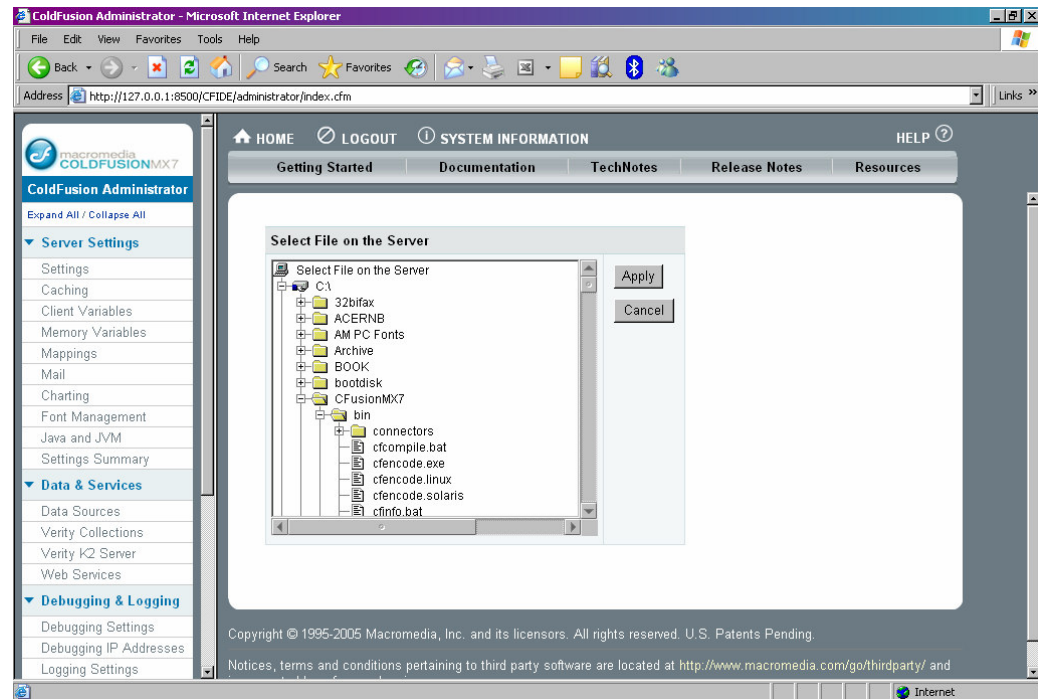 ColdFusion Administrator - Microsoft Internet Explorer
File Edit View Favorites Tools Help
Back Search Favorites
Address http://127.0.0.1:8500/CFIDE/administrator/index.cfm Links »
macromedia
COLDFUSION MX7
ColdFusion Administrator
Expand All / Collapse All
Server Settings
Settings
Caching
Client Variables
Memory Variables
Mappings
Mail
Charting
Font Management
Java and JVM
Settings Summary
Data & Services
Data Sources
Verity Collections
Verity K2 Server
Web Services
Debugging & Logging
Debugging Settings
Debugging IP Addresses
Logging Settings
HOME LOGOUT SYSTEM INFORMATION HELP
Getting Started Documentation TechNotes Release Notes Resources
Select File on the Server
Select File on the Server
C:\
32bifax
ACERNB
AM PC Fonts
Archive
BOOK
bootdisk
CFusionMX7
bin
connectors
cfcompile.bat
cfencode.exe
cfencode.linux
cfencode.solaris
cfinfo.bat
Apply
Cancel
Copyright © 1995-2005 Macromedia, Inc. and its licensors. All rights reserved. U.S. Patents Pending.
Notices, terms and conditions pertaining to third party software are located at http://www.macromedia.com/go/thirdparty/ and
Internet